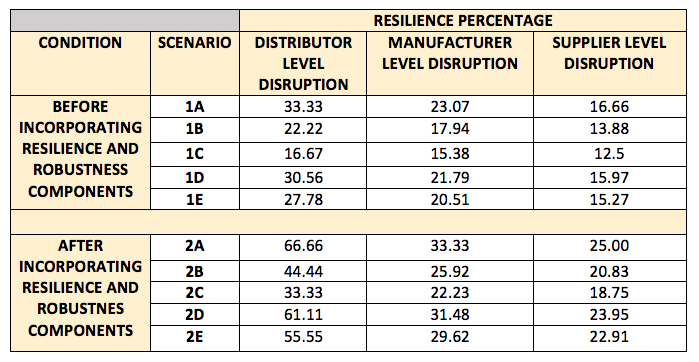 RESILIENCE PERCENTAGE
CONDITION SCENARIO DISTRIBUTOR LEVEL DISRUPTION MANUFACTURER LEVEL DISRUPTION SUPPLIER LEVEL DISRUPTION
BEFORE INCORPORATING RESILIENCE AND ROBUSTNESS COMPONENTS
1A 33.33 23.07 16.66
1B 22.22 17.94 13.88
1C 16.67 15.38 12.5
1D 30.56 21.79 15.97
1E 27.78 20.51 15.27
AFTER INCORPORATING RESILIENCE AND ROBUSTNES COMPONENTS
2A 66.66 33.33 25.00
2B 44.44 25.92 20.83
2C 33.33 22.23 18.75
2D 61.11 31.48 23.95
2E 55.55 29.62 22.91